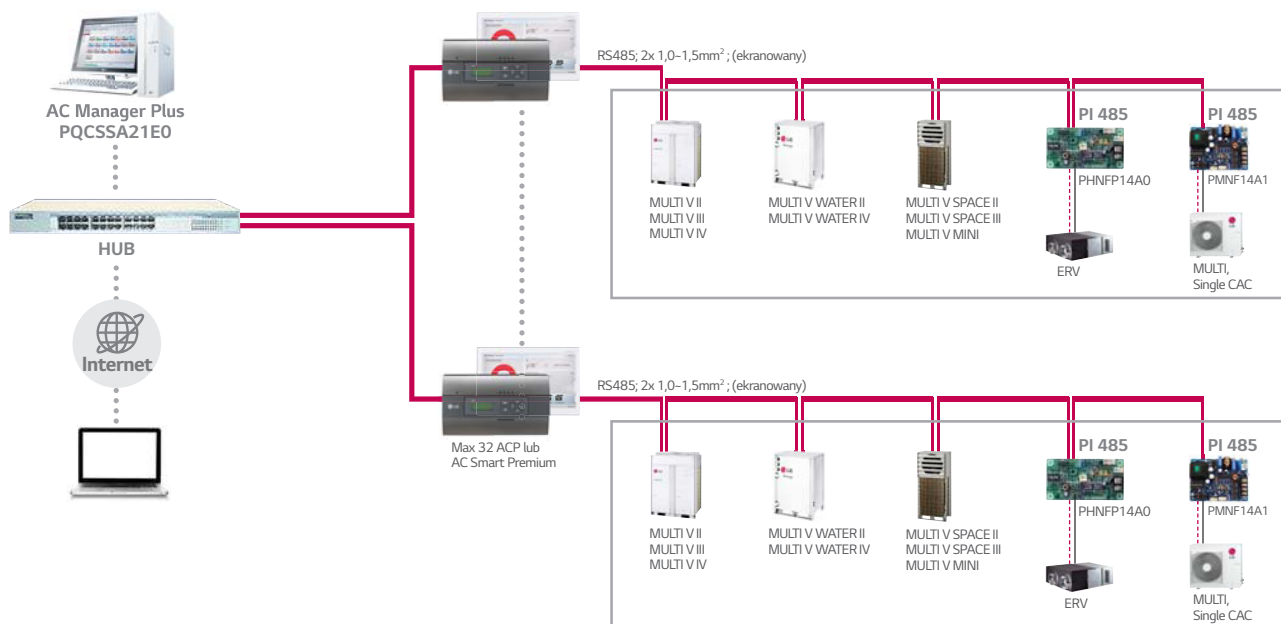 AC Manager Plus
PQCSSA21E0
HUB
Internet
RS485; 2x 1,0~1,5mm² ; (ekranowany)
PI 485
PI 485
PHNFP14A0
PMNF14A1
MULTI V II
MULTI V III
MULTI V IV
MULTI V WATER II
MULTI V WATER IV
MULTI V SPACE II
MULTI V SPACE III
MULTI V MINI
ERV
MULTI,
Single CAC
Max 32 ACP lub
AC Smart Premium
RS485; 2x 1,0~1,5mm² ; (ekranowany)
PI 485
PI 485
PHNFP14A0
PMNF14A1
MULTI V II
MULTI V III
MULTI V IV
MULTI V WATER II
MULTI V WATER IV
MULTI V SPACE II
MULTI V SPACE III
MULTI V MINI
ERV
MULTI,
Single CAC